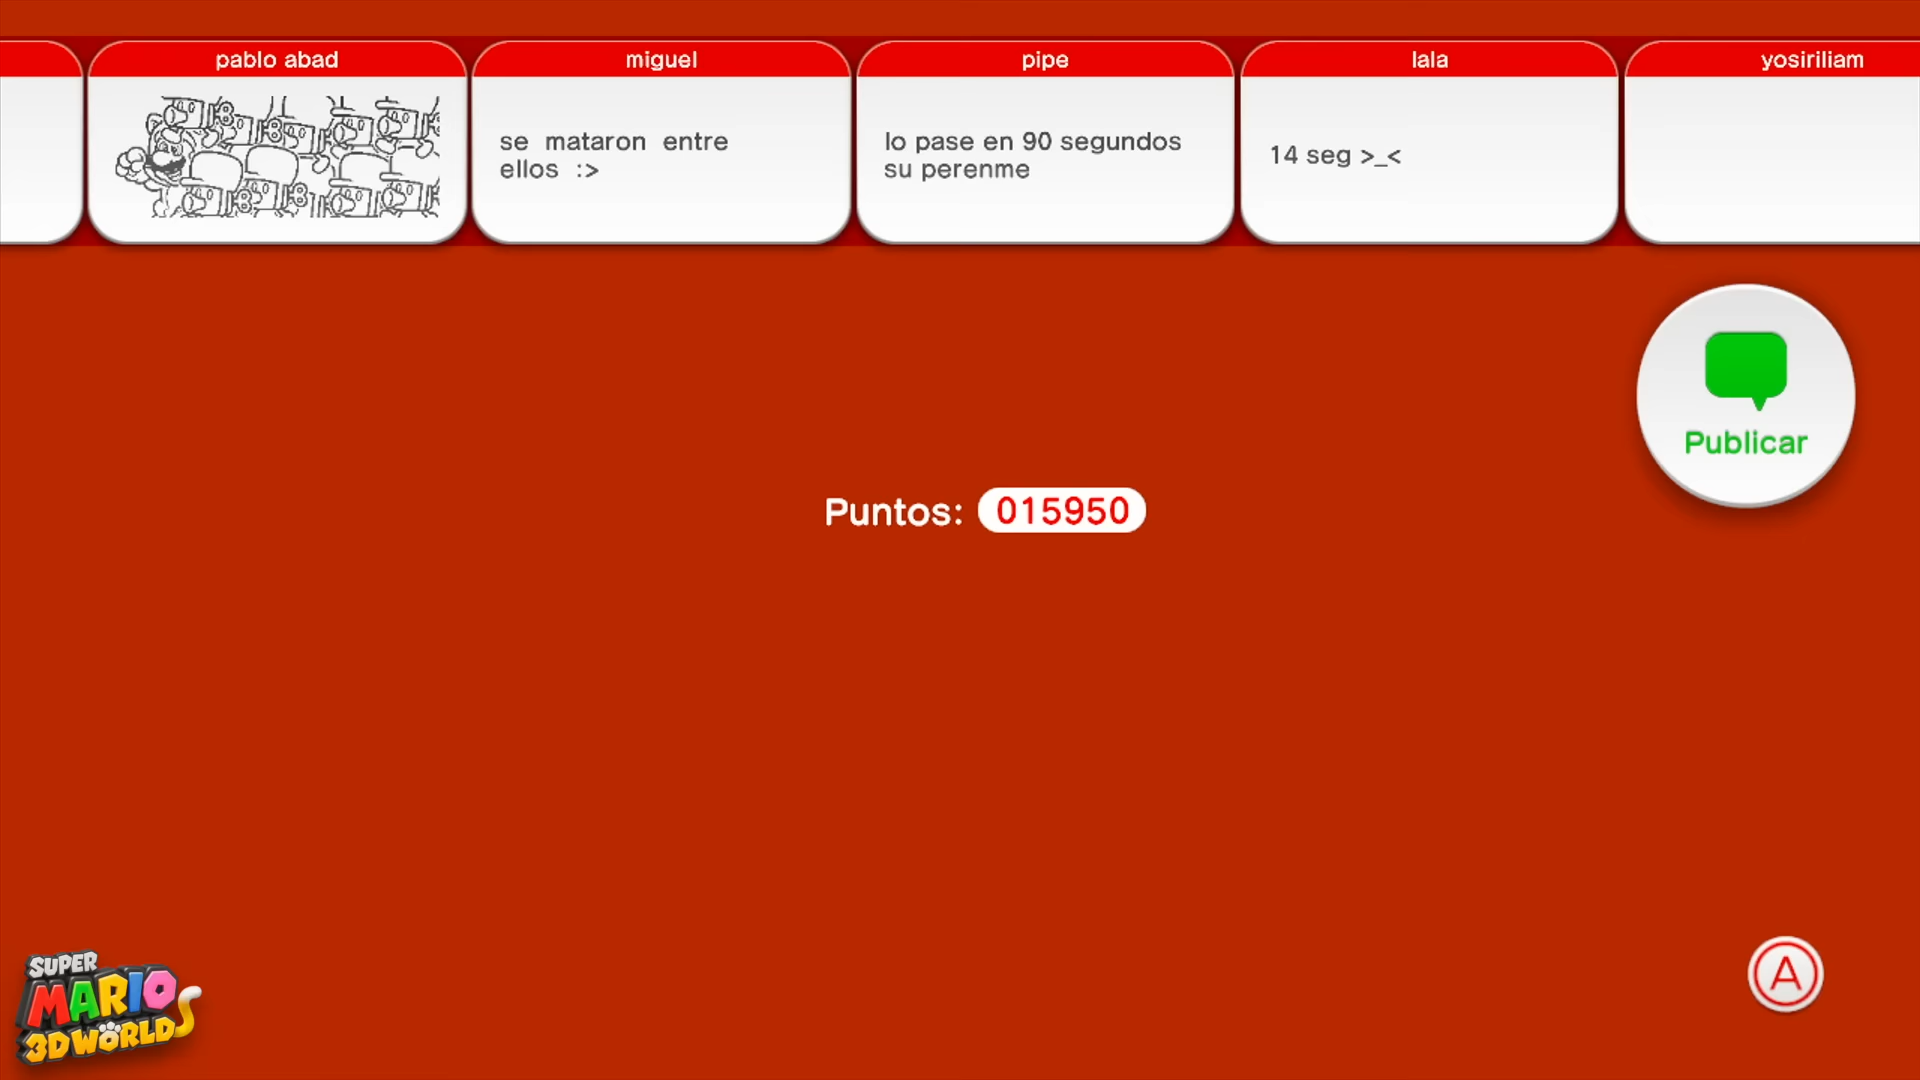 pablo abad
miguel
pipe
lala
yosiriliam
se mataron entre
ellos :>
lo pase en 90 segundos
su perenme
14 seg >_<
Publicar
Puntos: 015950
SUPER
MARIO
3D WORLD
A